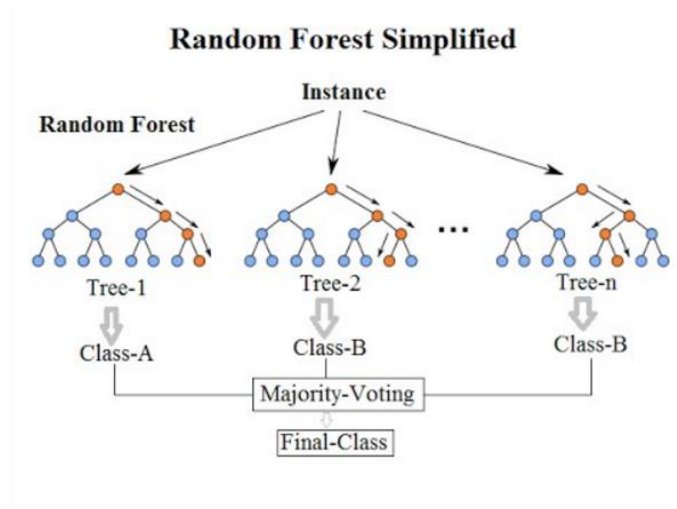 Random Forest Simplified
Instance
Random Forest
...
Tree-1
Tree-2
Tree-n
Class-A
Class-B
Class-B
Majority-Voting
Final-Class